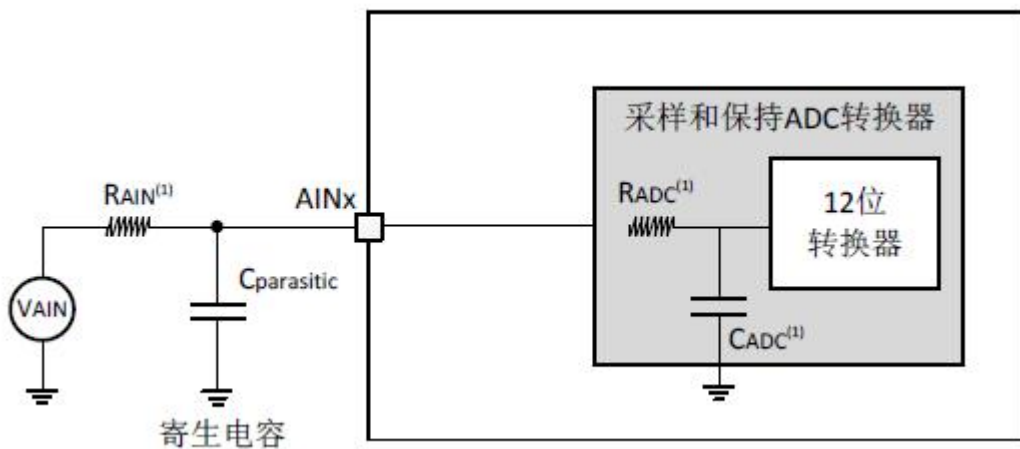 采样和保持ADC转换器
RAIN(1)
AINx
RADC(1)
12位
转换器
Cparasitic
VAIN
CADC(1)
寄生电容